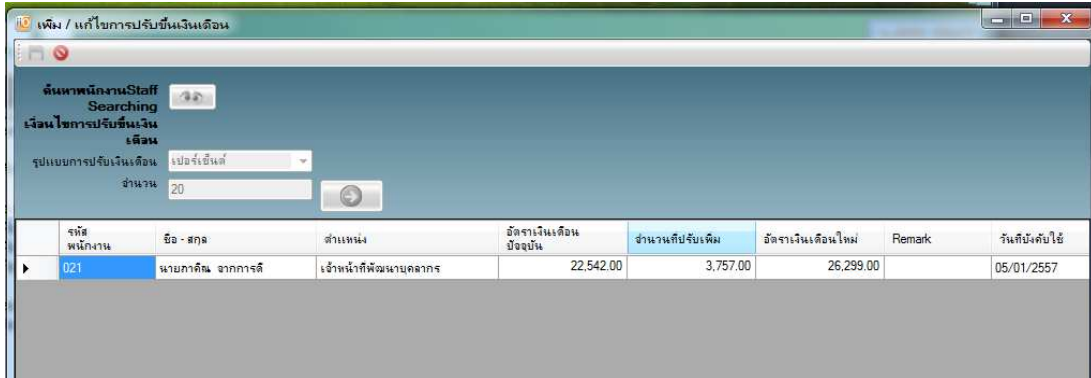 เพิ่ม / แก้ไขการปรับขึ้นเงินเดือน
ค้นหาพนักงานStaff
Searching
เงื่อนไขการปรับขึ้นเงิน
เดือน
รูปแบบการปรับเงินเดือน เปอร์เซ็นต์
จำนวน 20
รหัส
พนักงาน
ชื่อ - สกุล
ตำแหน่ง
อัตราเงินเดือน
ปัจจุบัน
จำนวนที่ปรับเพิ่ม
อัตราเงินเดือนใหม่
Remark
วันที่บังคับใช้
021 นายภาคิณ จากการดี เจ้าหน้าที่พัฒนาบุคลากร 22,542.00 3,757.00 26,299.00 05/01/2557